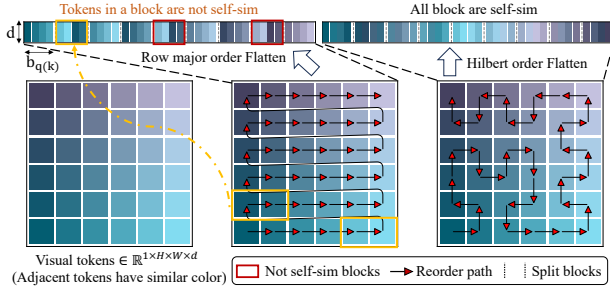 Tokens in a block are not self-sim
All block are self-sim
d
b_{q(k)}
Row major order Flatten
Hilbert order Flatten
Visual tokens ∈ ℝ^{1×H×W×d}
(Adjacent tokens have similar color)
Not self-sim blocks
Reorder path
Split blocks